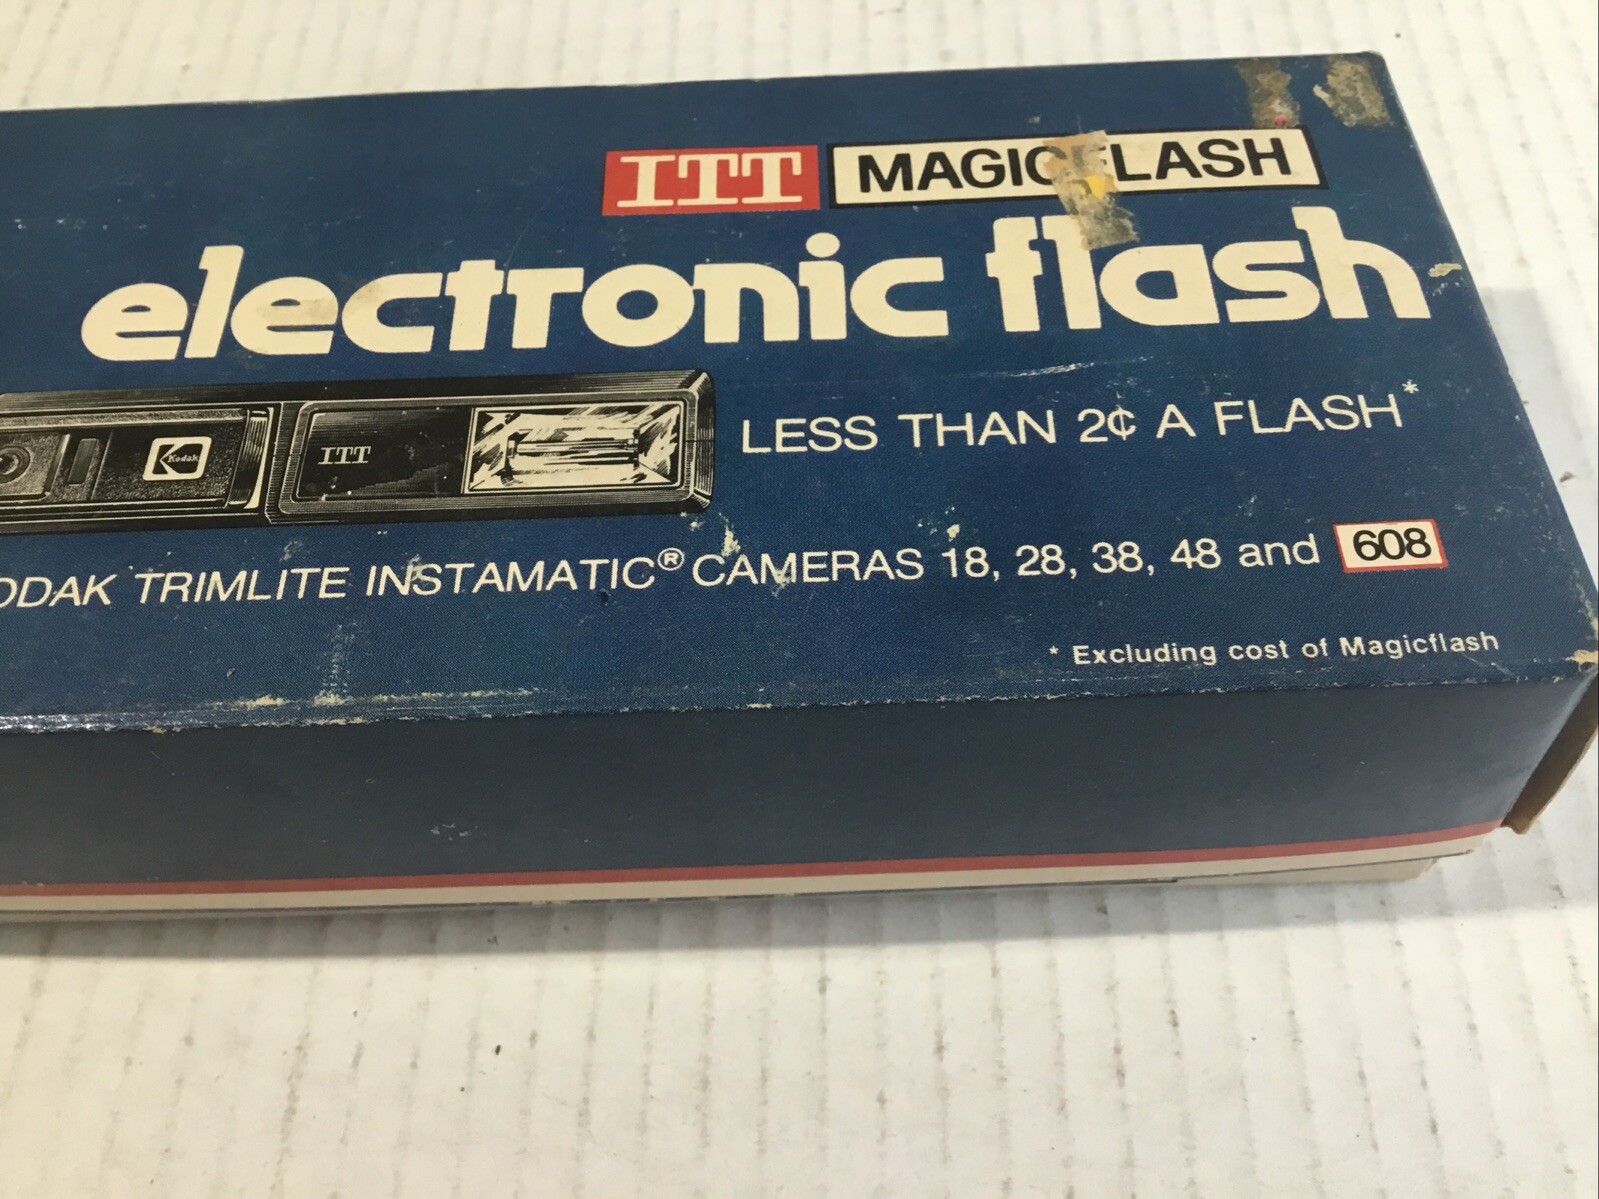 ITT MAGICFLASH
electronic flash
Kodak
ITT
LESS THAN 2¢ A FLASH*
ODAK TRIMLITE INSTAMATIC® CAMERAS 18, 28, 38, 48 and 608
* Excluding cost of Magicflash